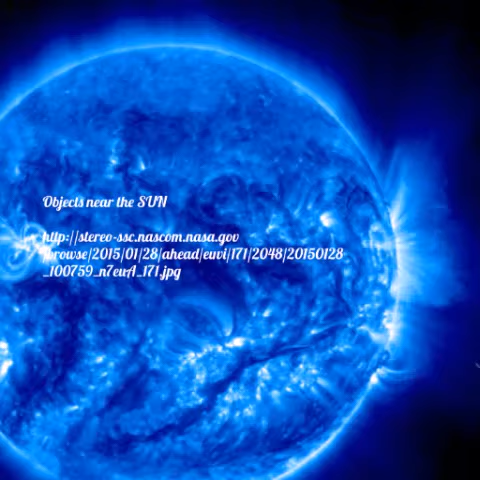 Objects near the SUN
http://stereo-ssc.nascom.nasa.gov
/browse/2015/01/28/ahead/euvi/171/2048/20150128
_100759_n7euA_171.jpg